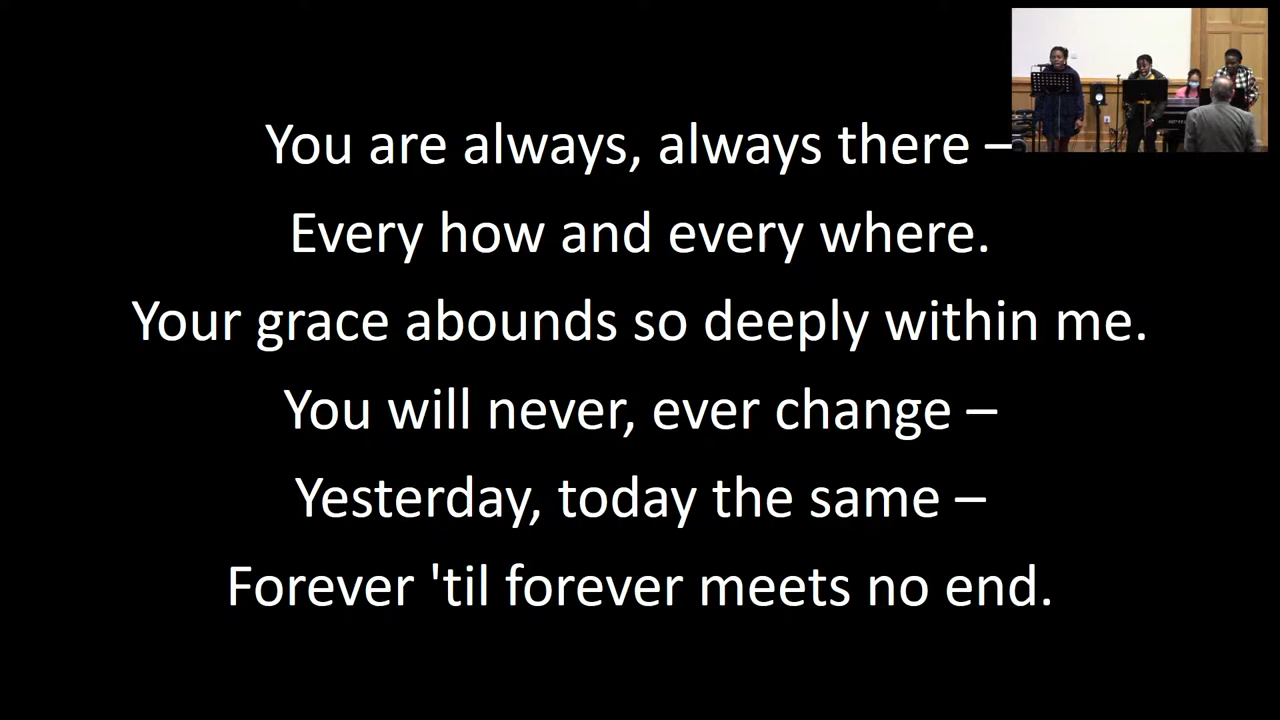 You are always, always there –
Every how and every where.
Your grace abounds so deeply within me.
You will never, ever change –
Yesterday, today the same –
Forever 'til forever meets no end.